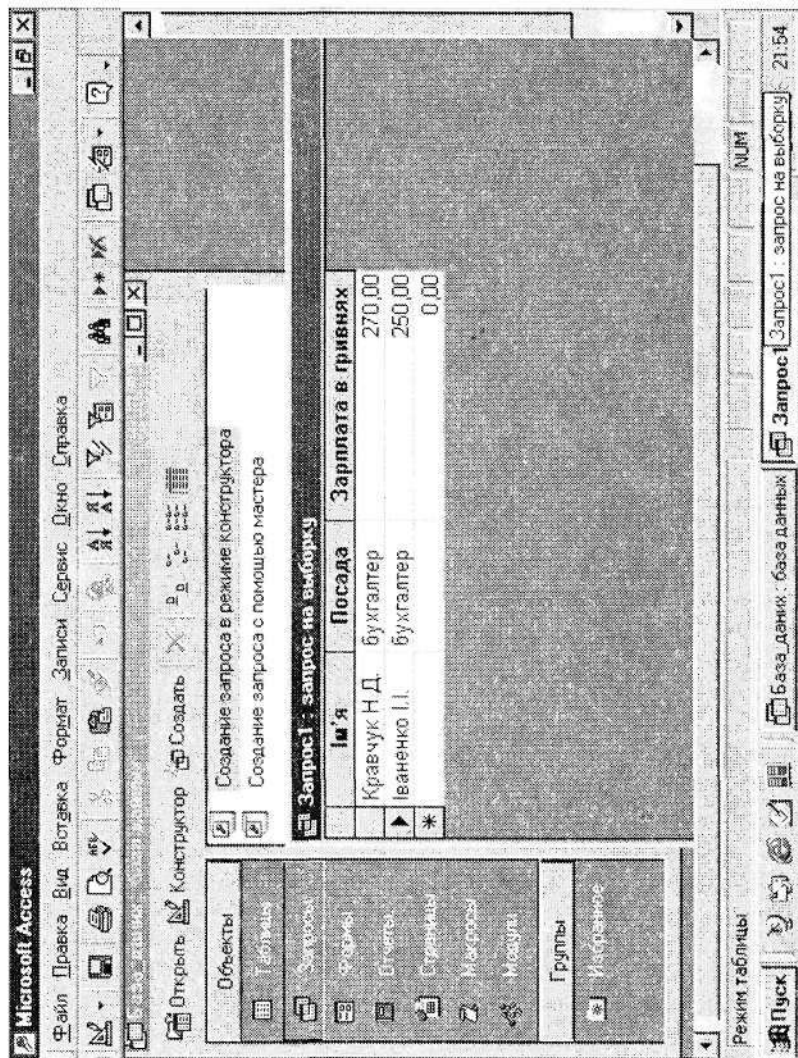 Microsoft Access
Файл Правка Вид Вставка Формат Записи Сервис Окно Справка
Открыть Конструктор Создать
Объекты
Таблицы
Запросы
Формы
Отчеты
Страницы
Макросы
Модули
Группы
Избранное
Создание запроса в режиме конструктора
Создание запроса с помощью мастера
Запрос1 : запрос на выборку
Ім'я Посада Зарплата в гривнях
Кравчук Н.Д. бухгалтер 270,00
Іваненко І.І. бухгалтер 250,00
0,00
Режим таблицы NUM
Пуск База_даних : база данных Запрос1 Запрос1 : запрос на выборку 21:54